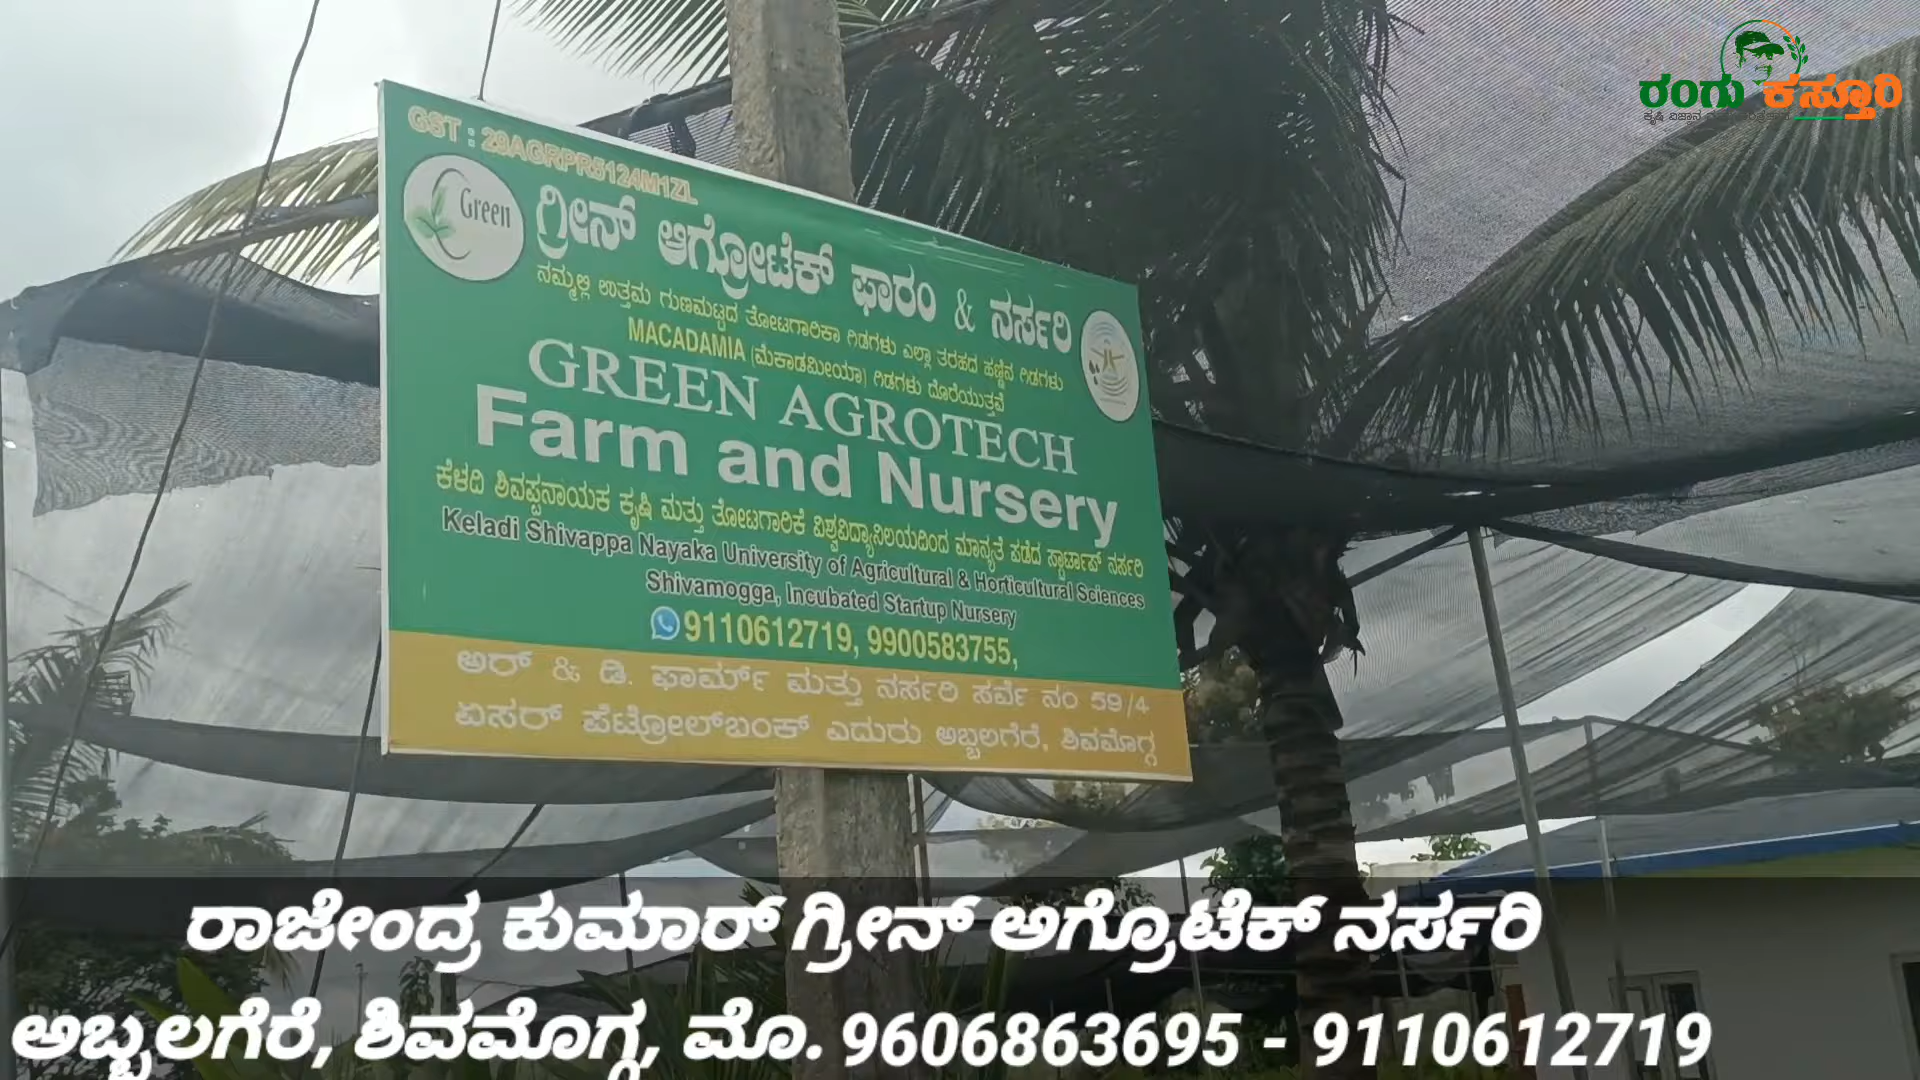 ರಂಗು ಕಸ್ತೂರಿ
GST : 29AGRPR5124M1ZL
Green
ಗ್ರೀನ್ ಆಗ್ರೋಟೆಕ್ ಫಾರಂ & ನರ್ಸರಿ
ನಮ್ಮಲ್ಲಿ ಉತ್ತಮ ಗುಣಮಟ್ಟದ ತೋಟಗಾರಿಕಾ ಗಿಡಗಳು ಎಲ್ಲಾ ತರಹದ ಹಣ್ಣಿನ ಗಿಡಗಳು
MACADAMIA (ಮೆಕಾಡಮೀಯಾ) ಗಿಡಗಳು ದೊರೆಯುತ್ತವೆ
GREEN AGROTECH
Farm and Nursery
ಕೆಳದಿ ಶಿವಪ್ಪನಾಯಕ ಕೃಷಿ ಮತ್ತು ತೋಟಗಾರಿಕೆ ವಿಶ್ವವಿದ್ಯಾನಿಲಯದಿಂದ ಮಾನ್ಯತೆ ಪಡೆದ ಸ್ಟಾರ್ಟಾಪ್ ನರ್ಸರಿ
Keladi Shivappa Nayaka University of Agricultural & Horticultural Sciences
Shivamogga, Incubated Startup Nursery
9110612719, 9900583755,
ಆರ್ & ಡಿ. ಫಾರ್ಮ್ ಮತ್ತು ನರ್ಸರಿ ಸರ್ವೆ ನಂ 59/4
ಏಸರ್ ಪೆಟ್ರೋಲ್‌ಬಂಕ್ ಎದುರು ಅಬ್ಬಲಗೆರೆ, ಶಿವಮೊಗ್ಗ
ರಾಜೇಂದ್ರ ಕುಮಾರ್ ಗ್ರೀನ್ ಅಗ್ರೊಟೆಕ್ ನರ್ಸರಿ
ಅಬ್ಬಲಗೆರೆ, ಶಿವಮೊಗ್ಗ, ಮೊ. 9606863695 - 9110612719